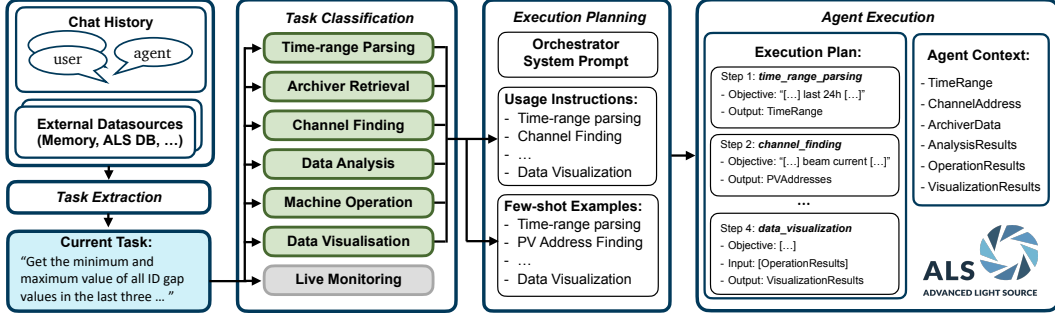 Chat History
user
agent
External Datasources
(Memory, ALS DB, …)
Task Extraction
Current Task:
“Get the minimum and
maximum value of all ID gap
values in the last three … ”
Task Classification
Time-range Parsing
Archiver Retrieval
Channel Finding
Data Analysis
Machine Operation
Data Visualisation
Live Monitoring
Execution Planning
Orchestrator
System Prompt
Usage Instructions:
- Time-range parsing
- Channel Finding
- …
- Data Visualization
Few-shot Examples:
- Time-range parsing
- PV Address Finding
- …
- Data Visualization
Agent Execution
Execution Plan:
Step 1: time_range_parsing
- Objective: “[…] last 24h […]”
- Output: TimeRange
Step 2: channel_finding
- Objective: “[…] beam current […]”
- Output: PVAddresses
…
Step 4: data_visualization
- Objective: […]
- Input: [OperationResults]
- Output: VisualizationResults
Agent Context:
- TimeRange
- ChannelAddress
- ArchiverData
- AnalysisResults
- OperationResults
- VisualizationResults
ALS
ADVANCED LIGHT SOURCE